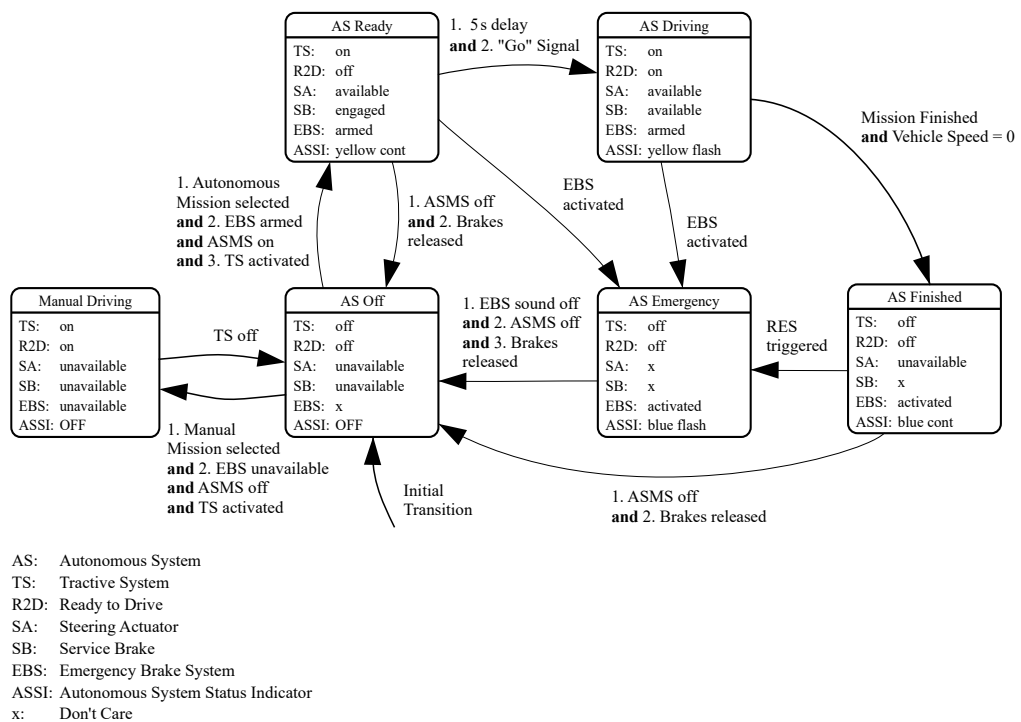 AS Ready
TS: on
R2D: off
SA: available
SB: engaged
EBS: armed
ASSI: yellow cont
1. 5s delay
and 2. "Go" Signal
AS Driving
TS: on
R2D: on
SA: available
SB: available
EBS: armed
ASSI: yellow flash
Mission Finished
and Vehicle Speed = 0
1. Autonomous
Mission selected
and 2. EBS armed
and ASMS on
and 3. TS activated
1. ASMS off
and 2. Brakes
released
EBS
activated
EBS
activated
Manual Driving
TS: on
R2D: on
SA: unavailable
SB: unavailable
EBS: unavailable
ASSI: OFF
TS off
AS Off
TS: off
R2D: off
SA: unavailable
SB: unavailable
EBS: x
ASSI: OFF
1. EBS sound off
and 2. ASMS off
and 3. Brakes
released
AS Emergency
TS: off
R2D: off
SA: x
SB: x
EBS: activated
ASSI: blue flash
RES
triggered
AS Finished
TS: off
R2D: off
SA: unavailable
SB: x
EBS: activated
ASSI: blue cont
1. Manual
Mission selected
and 2. EBS unavailable
and ASMS off
and TS activated
Initial
Transition
1. ASMS off
and 2. Brakes released
AS: Autonomous System
TS: Tractive System
R2D: Ready to Drive
SA: Steering Actuator
SB: Service Brake
EBS: Emergency Brake System
ASSI: Autonomous System Status Indicator
x: Don't Care